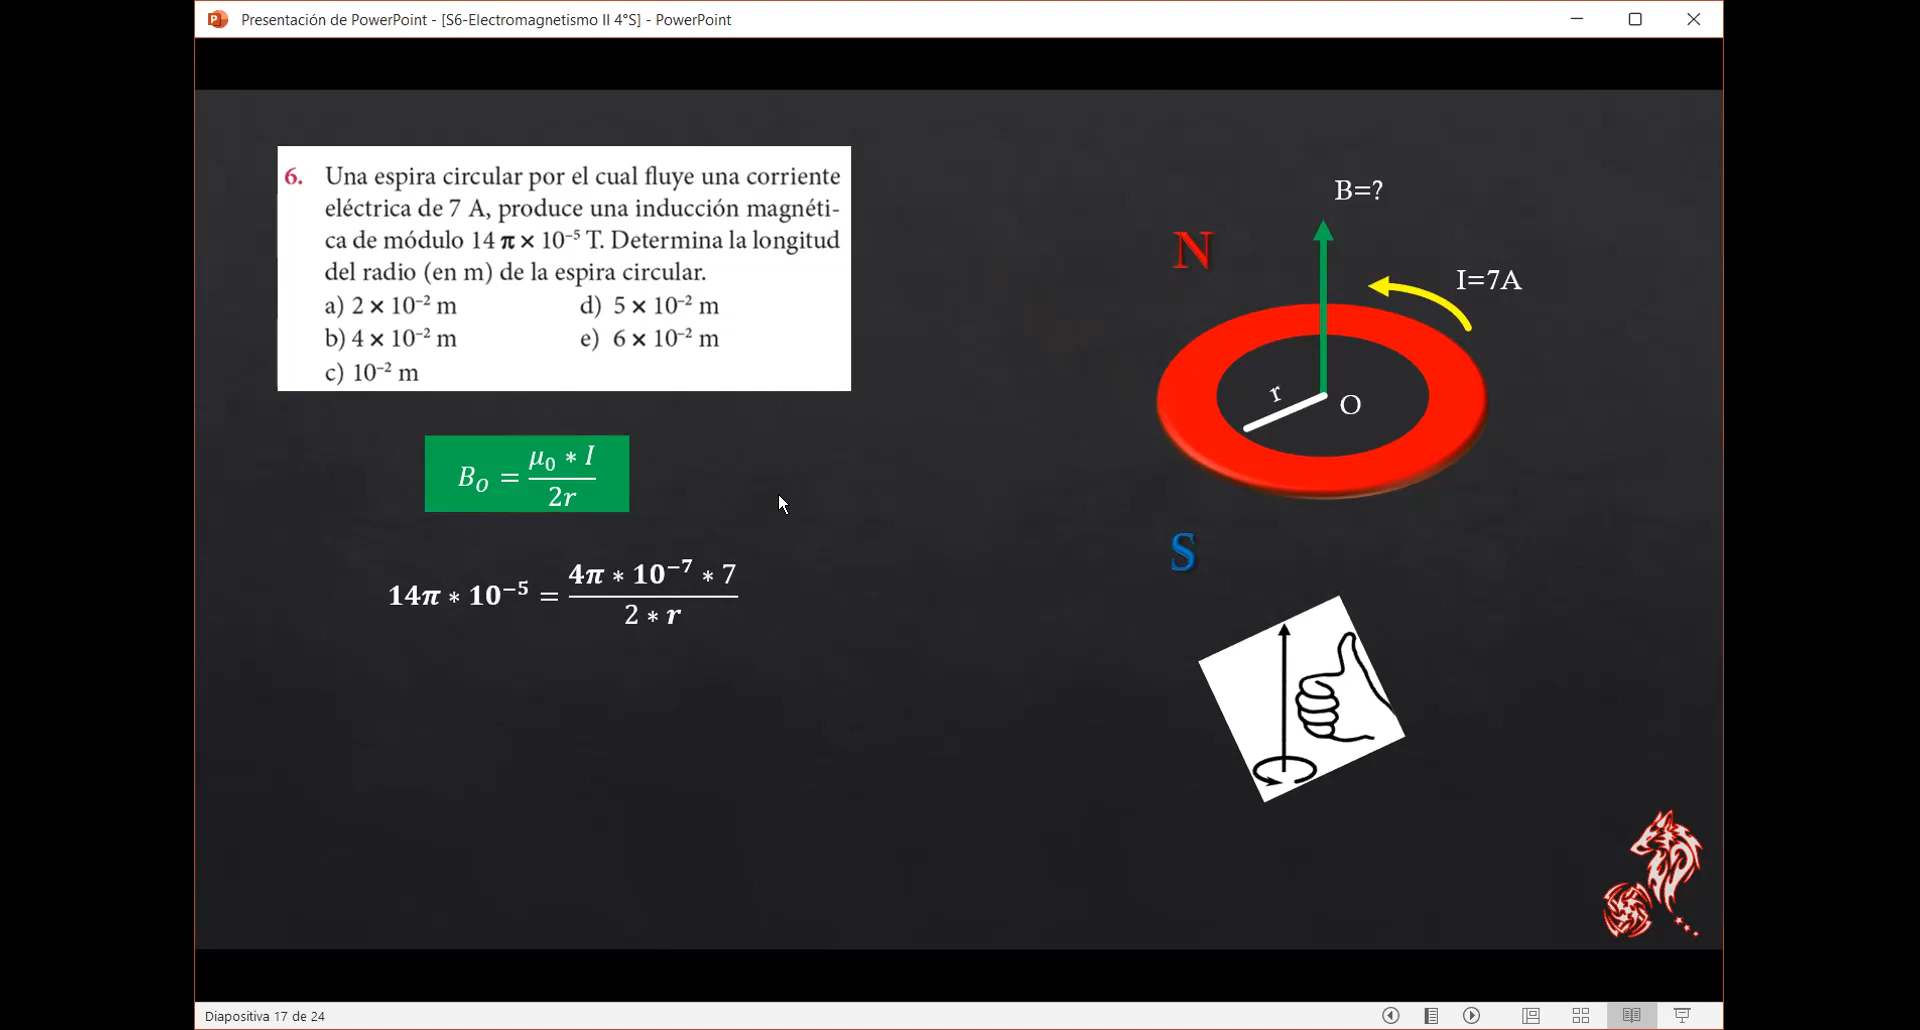 Presentación de PowerPoint - [S6-Electromagnetismo II 4°S] - PowerPoint
6. Una espira circular por el cual fluye una corriente
eléctrica de 7 A, produce una inducción magnéti-
ca de módulo 14 π × 10⁻⁵ T. Determina la longitud
del radio (en m) de la espira circular.
a) 2 × 10⁻² m d) 5 × 10⁻² m
b) 4 × 10⁻² m e) 6 × 10⁻² m
c) 10⁻² m
B_O = μ₀ * I / 2r
14π * 10⁻⁵ = 4π * 10⁻⁷ * 7 / 2 * r
B=?
N
I=7A
r
O
S
Diapositiva 17 de 24